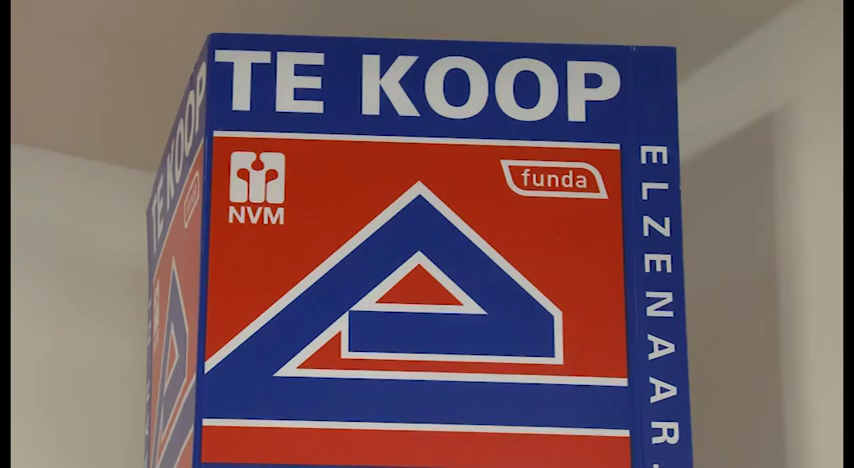 TE KOOP
NVM
funda
ELZENAAR
TE KOOP